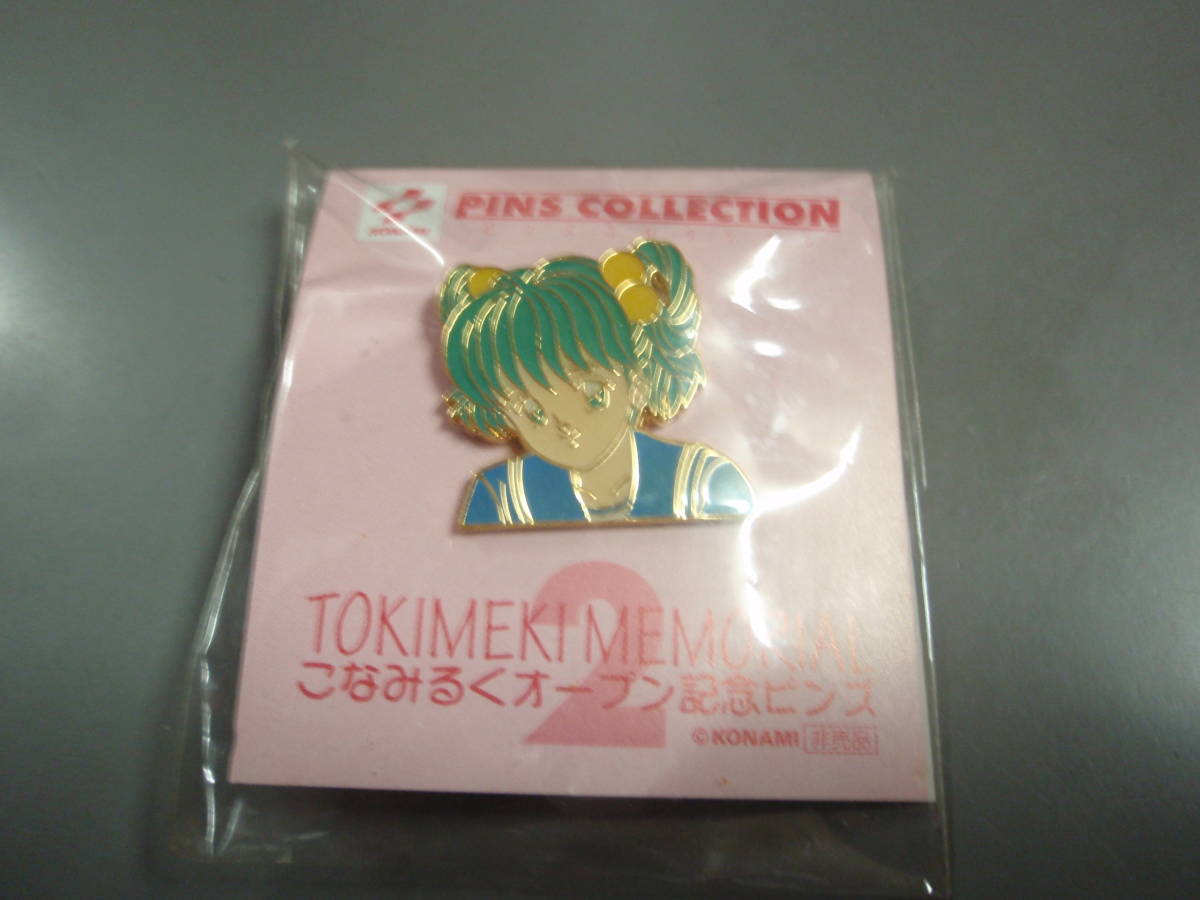 KONAMI
PINS COLLECTION
2
TOKIMEKI MEMORIAL
こなみるくオープン記念ピンズ
©KONAMI 非売品